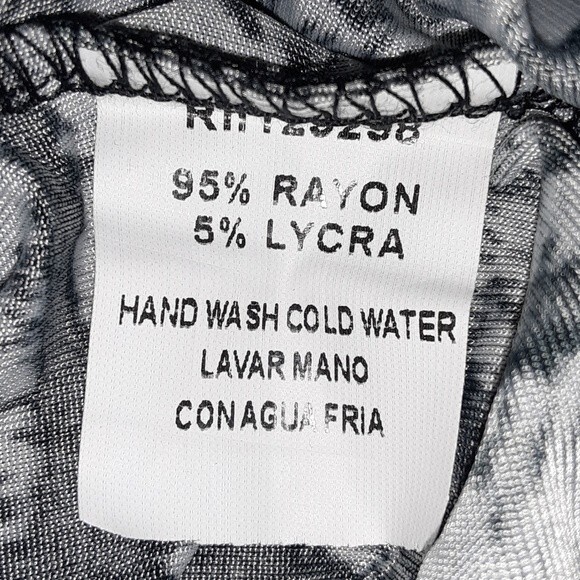 95% RAYON
5% LYCRA
HAND WASH COLD WATER
LAVAR MANO
CON AGUA FRIA